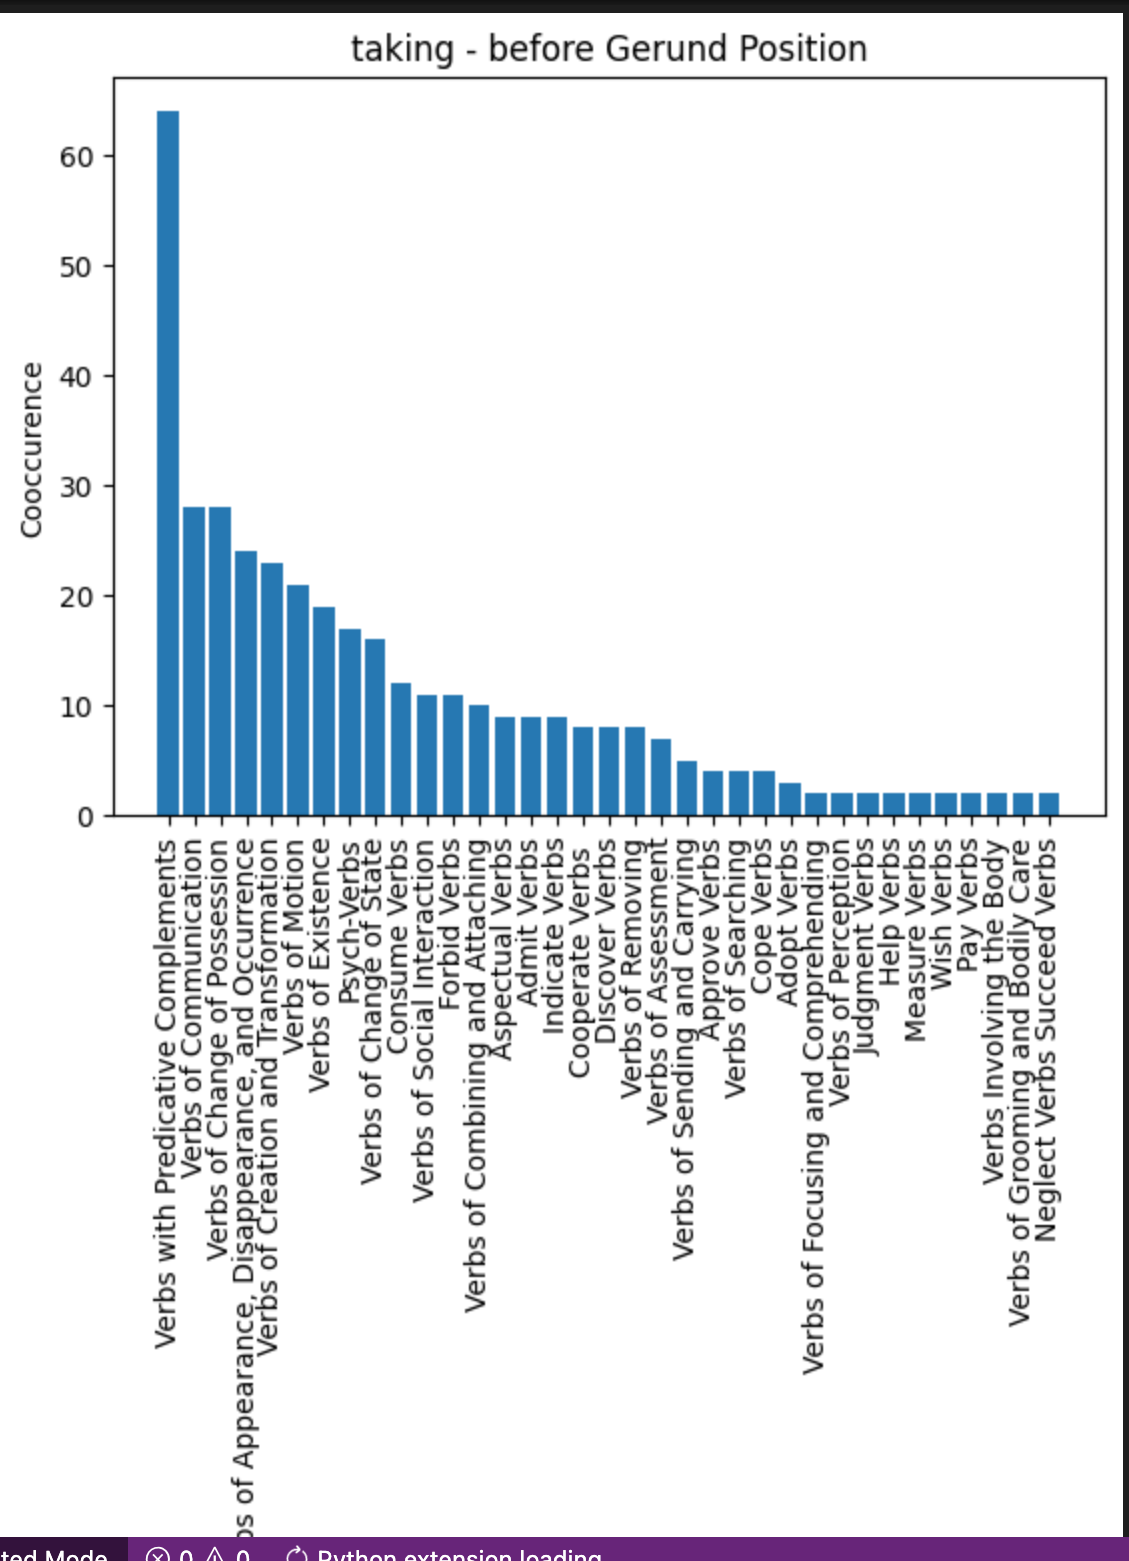 taking - before Gerund Position
Cooccurence
60
50
40
30
20
10
0
Verbs with Predicative Complements
Verbs of Communication
Verbs of Change of Possession
of Appearance, Disappearance, and Occurrence
Verbs of Creation and Transformation
Verbs of Motion
Verbs of Existence
Psych-Verbs
Verbs of Change of State
Consume Verbs
Verbs of Social Interaction
Forbid Verbs
Verbs of Combining and Attaching
Aspectual Verbs
Admit Verbs
Indicate Verbs
Cooperate Verbs
Discover Verbs
Verbs of Removing
Verbs of Assessment
Verbs of Sending and Carrying
Approve Verbs
Verbs of Searching
Cope Verbs
Adopt Verbs
Verbs of Focusing and Comprehending
Verbs of Perception
Judgment Verbs
Help Verbs
Measure Verbs
Wish Verbs
Pay Verbs
Verbs Involving the Body
Verbs of Grooming and Bodily Care
Neglect Verbs Succeed Verbs
Mode 0 0 Python extension loading